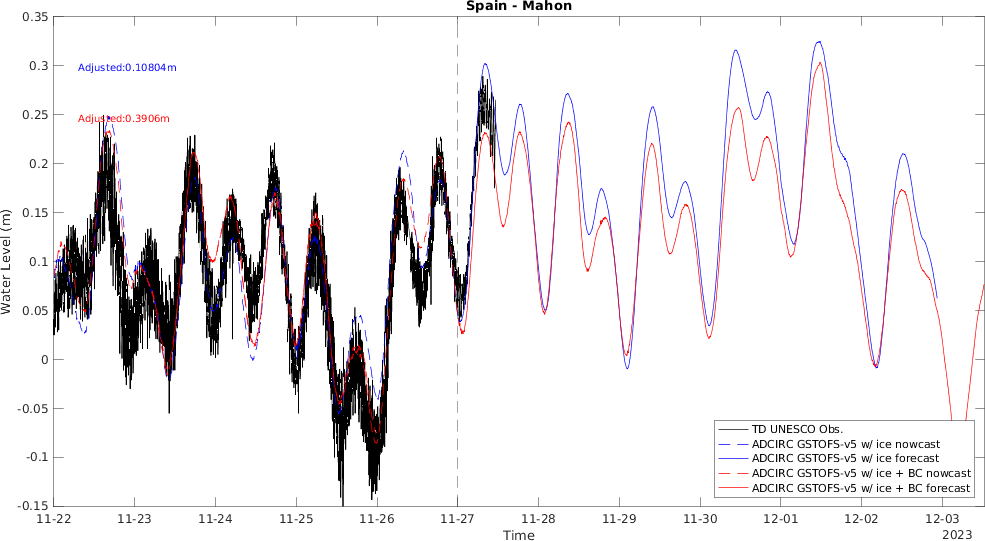 Spain - Mahon
0.35
0.3
0.25
0.2
0.15
0.1
0.05
0
-0.05
-0.1
-0.15
Water Level (m)
Adjusted:0.10804m
Adjusted:0.3906m
TD UNESCO Obs.
ADCIRC GSTOFS-v5 w/ ice nowcast
ADCIRC GSTOFS-v5 w/ ice forecast
ADCIRC GSTOFS-v5 w/ ice + BC nowcast
ADCIRC GSTOFS-v5 w/ ice + BC forecast
11-22 11-23 11-24 11-25 11-26 11-27 11-28 11-29 11-30 12-01 12-02 12-03
Time
2023